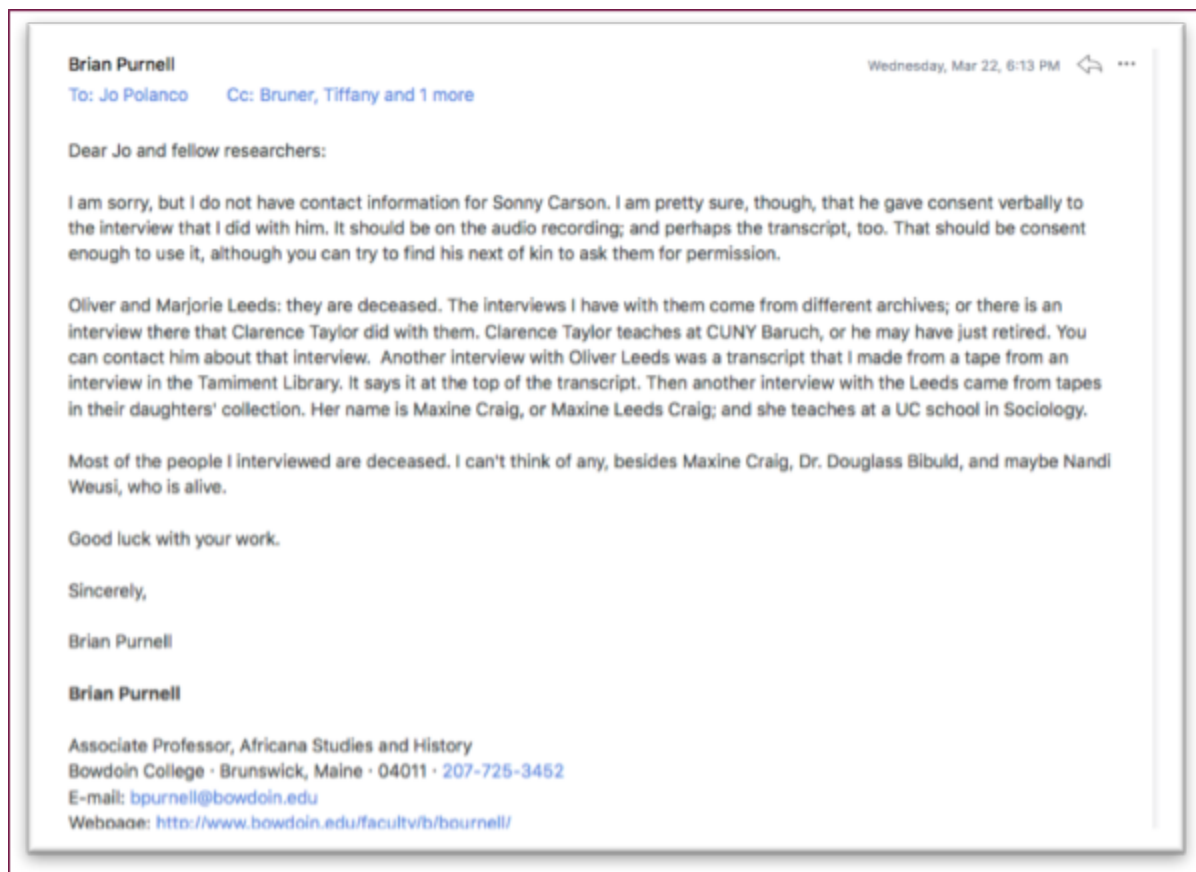 Brian Purnell
Wednesday, Mar 22, 6:13 PM
To: Jo Polanco Cc: Bruner, Tiffany and 1 more
Dear Jo and fellow researchers:
I am sorry, but I do not have contact information for Sonny Carson. I am pretty sure, though, that he gave consent verbally to
the interview that I did with him. It should be on the audio recording; and perhaps the transcript, too. That should be consent
enough to use it, although you can try to find his next of kin to ask them for permission.
Oliver and Marjorie Leeds: they are deceased. The interviews I have with them come from different archives; or there is an
interview there that Clarence Taylor did with them. Clarence Taylor teaches at CUNY Baruch, or he may have just retired. You
can contact him about that interview. Another interview with Oliver Leeds was a transcript that I made from a tape from an
interview in the Tamiment Library. It says it at the top of the transcript. Then another interview with the Leeds came from tapes
in their daughters' collection. Her name is Maxine Craig, or Maxine Leeds Craig; and she teaches at a UC school in Sociology.
Most of the people I interviewed are deceased. I can't think of any, besides Maxine Craig, Dr. Douglass Bibuld, and maybe Nandi
Weusi, who is alive.
Good luck with your work.
Sincerely,
Brian Purnell
Brian Purnell
Associate Professor, Africana Studies and History
Bowdoin College · Brunswick, Maine · 04011 · 207-725-3452
E-mail: bpurnell@bowdoin.edu
Webpage: http://www.bowdoin.edu/faculty/b/bpurnell/